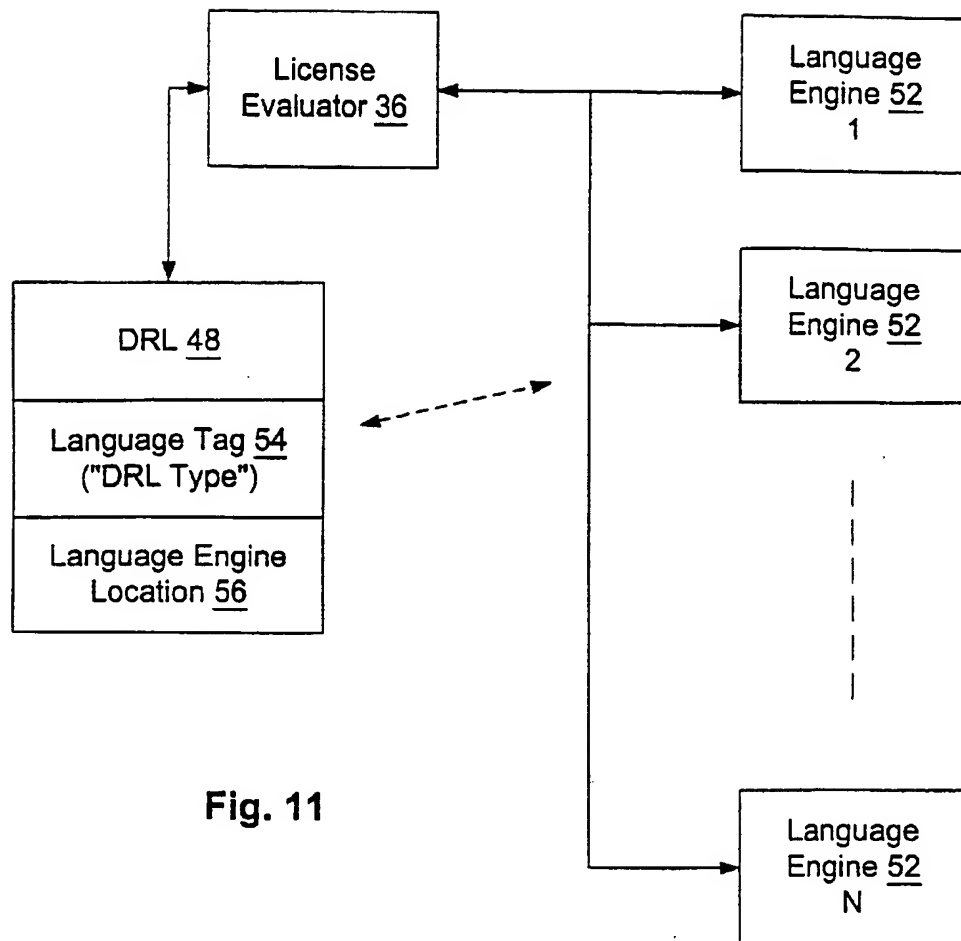 License
Evaluator 36
Language
Engine 52
1
DRL 48
Language Tag 54
("DRL Type")
Language Engine
Location 56
Language
Engine 52
2
Language
Engine 52
N
Fig. 11